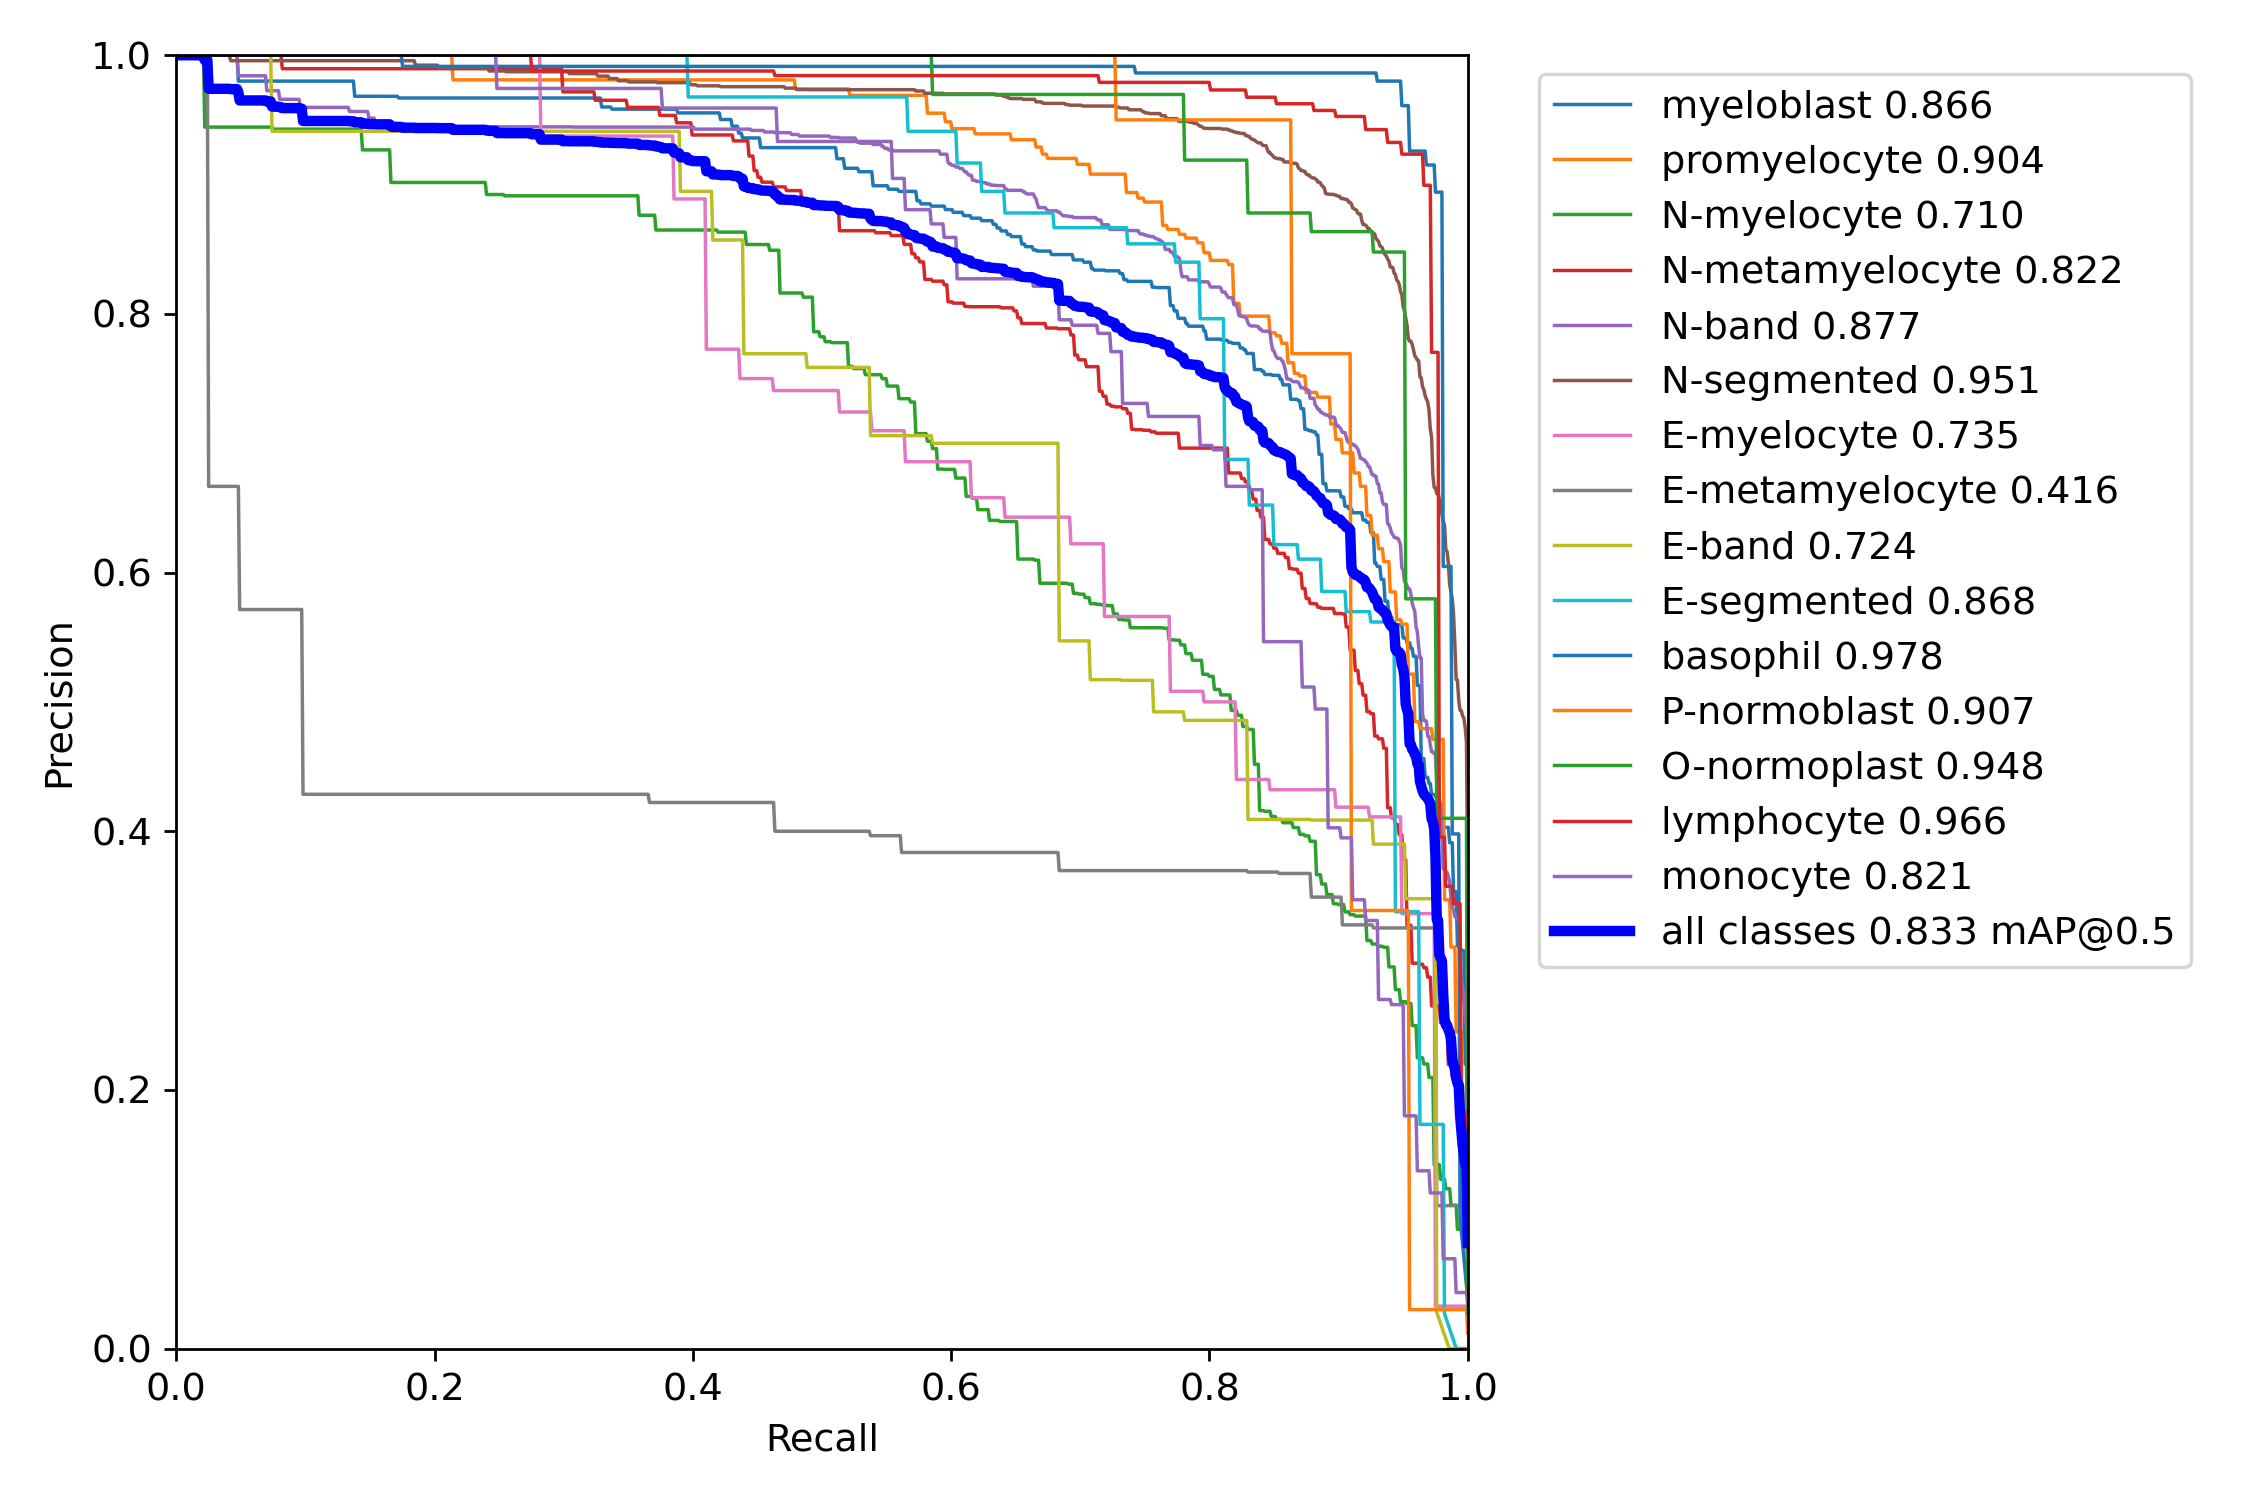 1.0
0.8
0.6
0.4
0.2
0.0
0.0 0.2 0.4 0.6 0.8 1.0
Precision
Recall
myeloblast 0.866
promyelocyte 0.904
N-myelocyte 0.710
N-metamyelocyte 0.822
N-band 0.877
N-segmented 0.951
E-myelocyte 0.735
E-metamyelocyte 0.416
E-band 0.724
E-segmented 0.868
basophil 0.978
P-normoblast 0.907
O-normoplast 0.948
lymphocyte 0.966
monocyte 0.821
all classes 0.833 mAP@0.5